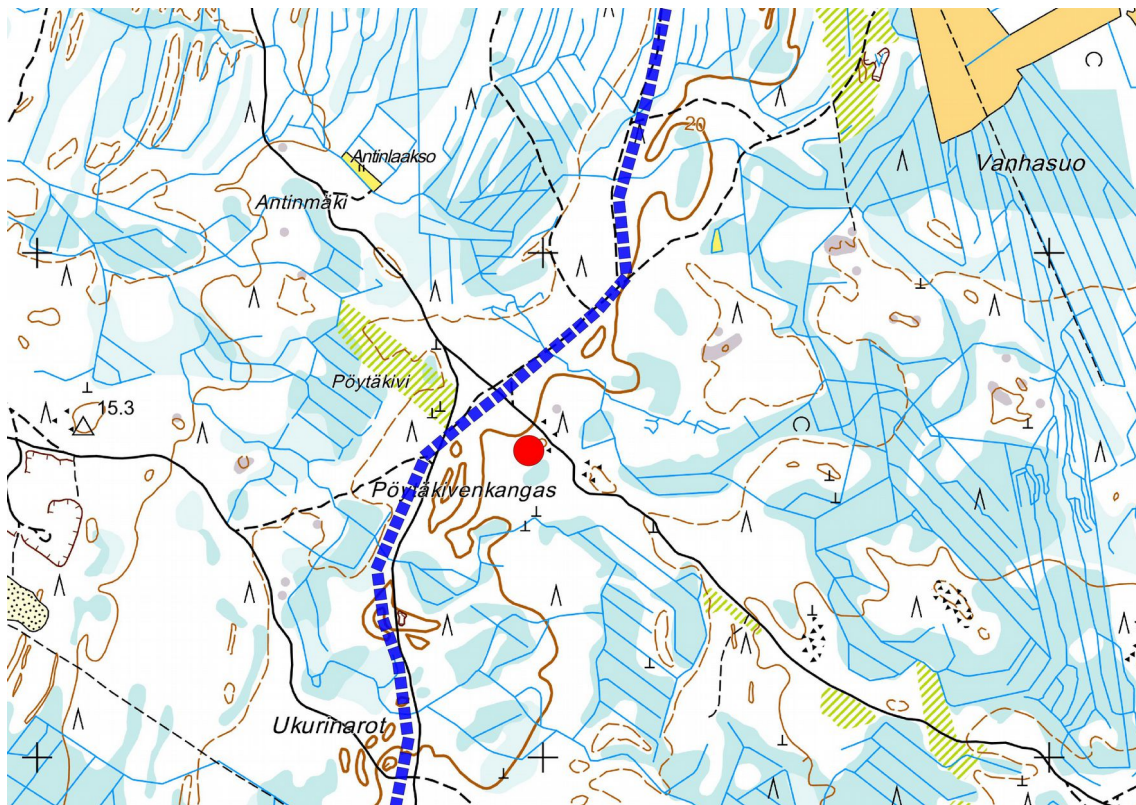 20
Antinlaakso
Vanhasuo
Antinmäki
Pöytäkivi
15.3
Pöytäkivenkangas
Ukurinarot